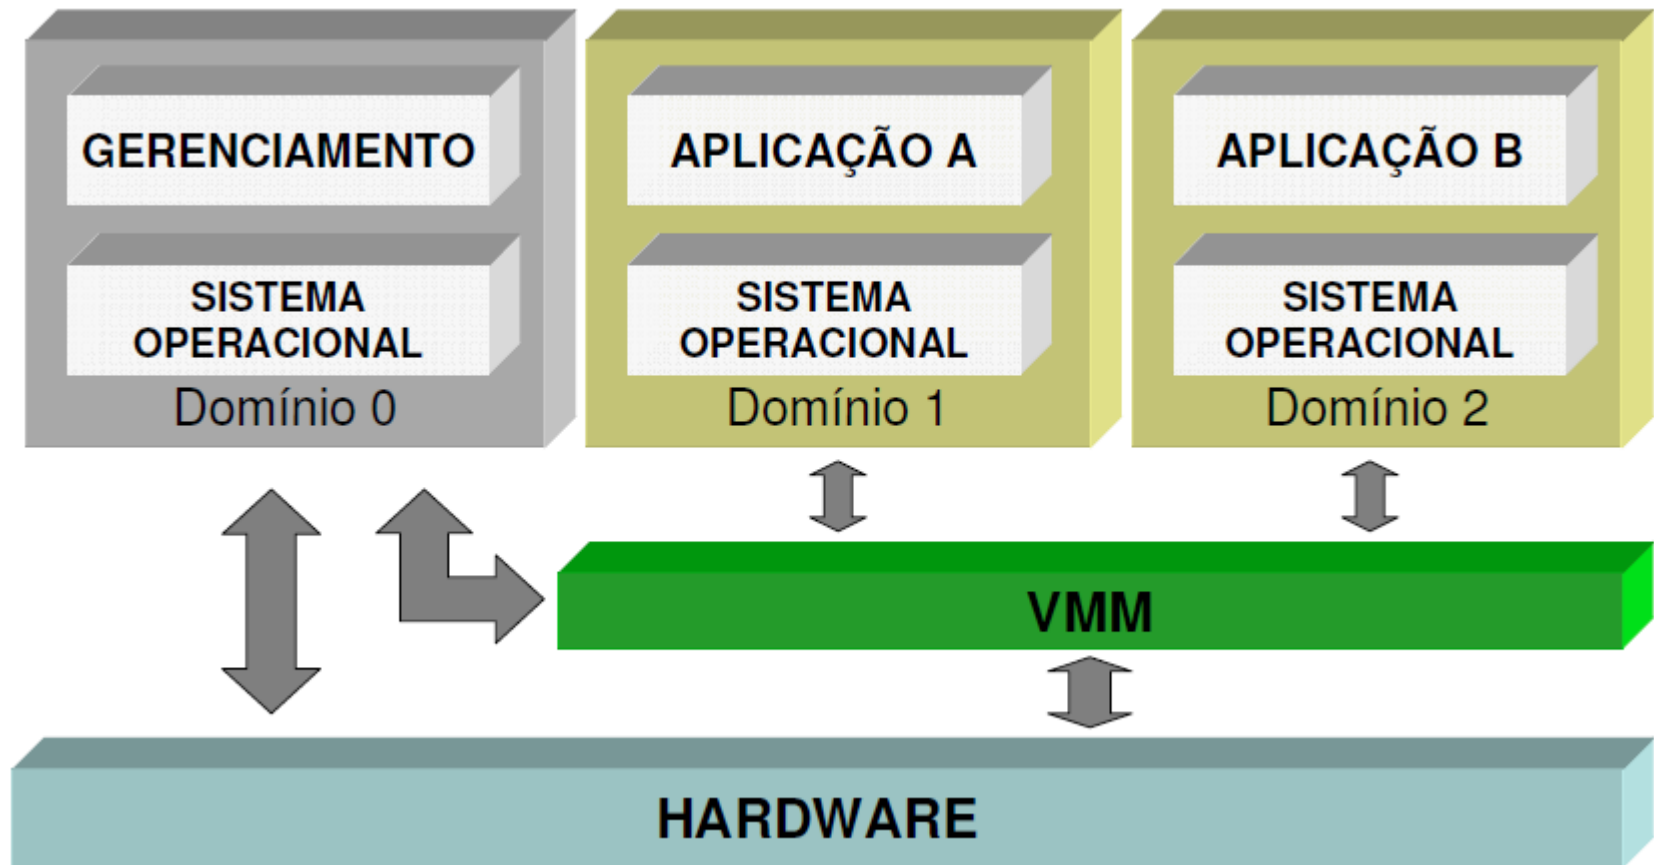 GERENCIAMENTO
SISTEMA
OPERACIONAL
Domínio 0
APLICAÇÃO A
SISTEMA
OPERACIONAL
Domínio 1
APLICAÇÃO B
SISTEMA
OPERACIONAL
Domínio 2
VMM
HARDWARE